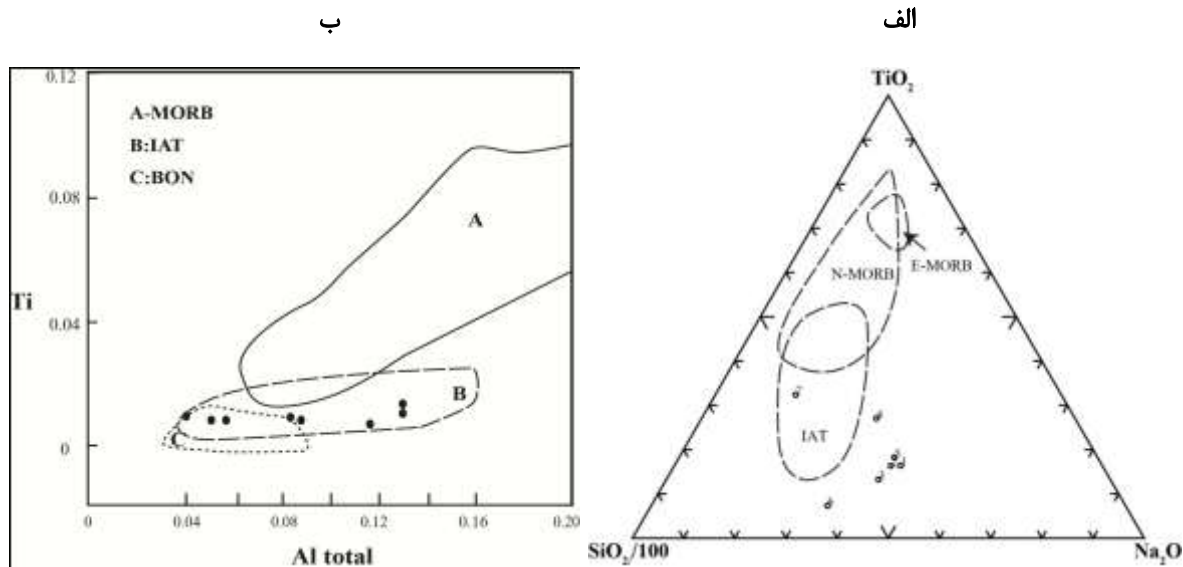 الف
ب
0.12
0.08
0.04
0
Ti
A-MORB
B:IAT
C:BON
A
B
C
0
0.04
0.08
0.12
0.16
0.20
Al total
TiO₂
N-MORB
E-MORB
IAT
SiO₂/100
Na₂O